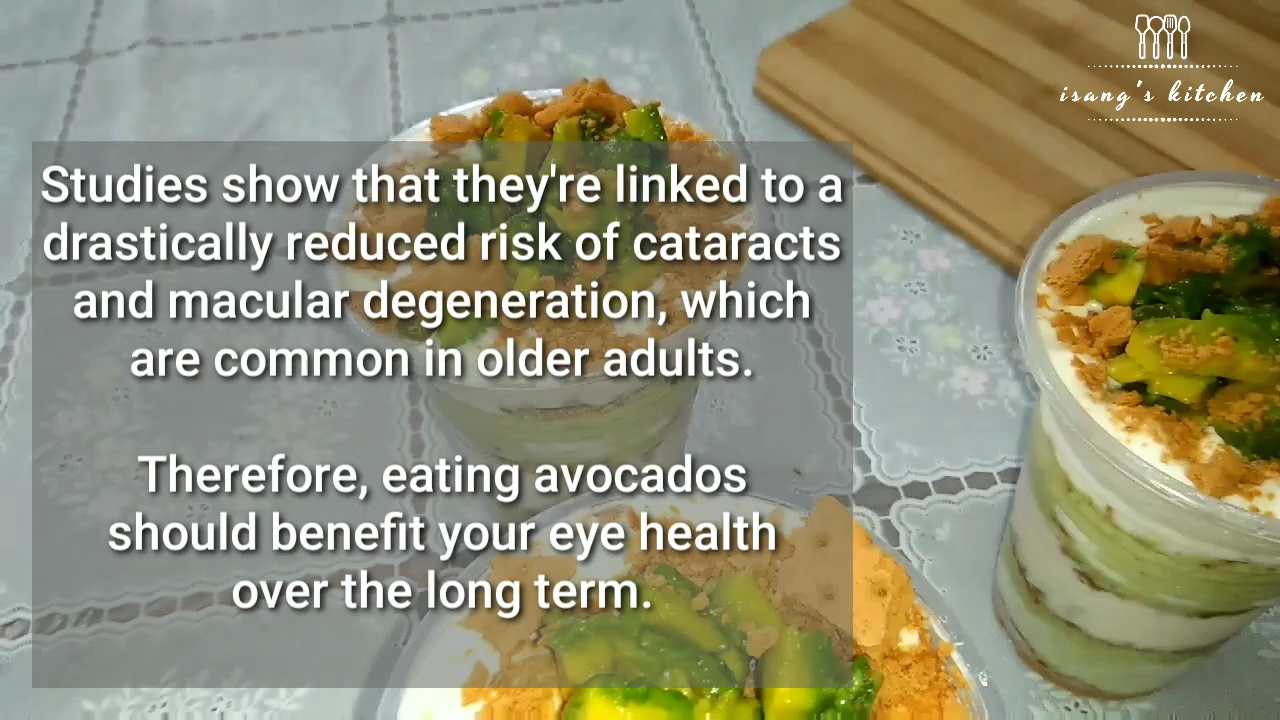 isang's kitchen
Studies show that they're linked to a
drastically reduced risk of cataracts
and macular degeneration, which
are common in older adults.
Therefore, eating avocados
should benefit your eye health
over the long term.